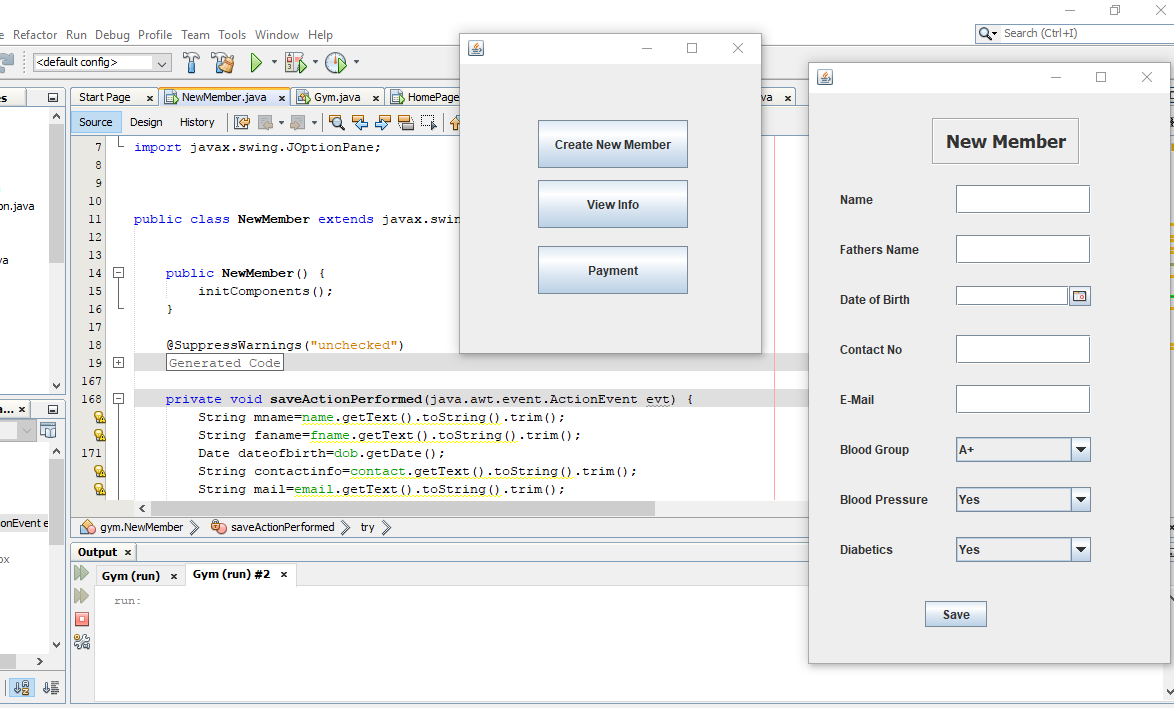 Refactor Run Debug Profile Team Tools Window Help
Search (Ctrl+I)
<default config>
Start Page
NewMember.java
Gym.java
HomePage
va
Source Design History
7 import javax.swing.JOptionPane;
8
9
10
11 public class NewMember extends javax.swin
12
13
14 public NewMember() {
15 initComponents();
16 }
17
18 @SuppressWarnings("unchecked")
19 Generated Code
167
168 private void saveActionPerformed(java.awt.event.ActionEvent evt) {
String mname=name.getText().toString().trim();
String faname=fname.getText().toString().trim();
171 Date dateofbirth=dob.getDate();
String contactinfo=contact.getText().toString().trim();
String mail=email.getText().toString().trim();
gym.NewMember saveActionPerformed try
Output
Gym (run) Gym (run) #2
run:
es
on.java
va
a...
onEvent e
ox
Create New Member
View Info
Payment
New Member
Name
Fathers Name
Date of Birth
Contact No
E-Mail
Blood Group A+
Blood Pressure Yes
Diabetics Yes
Save